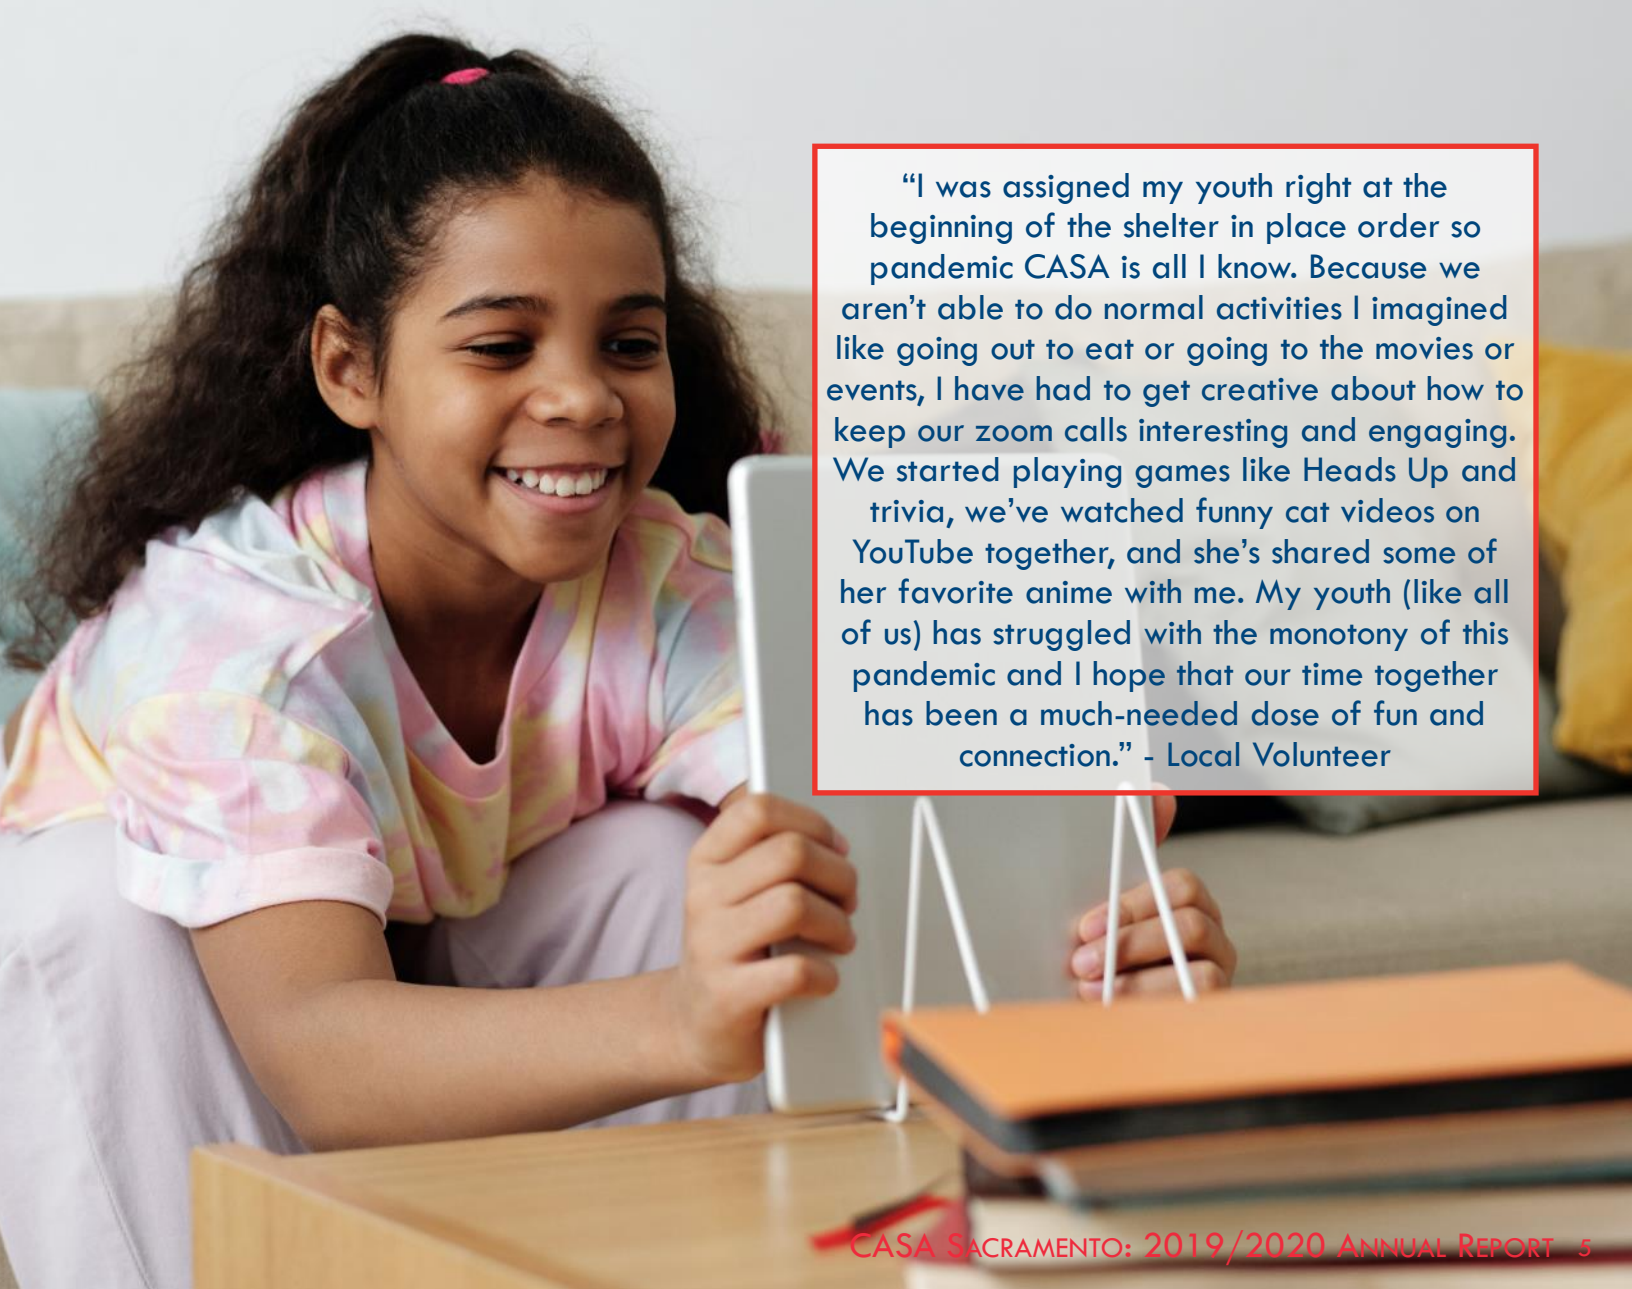 “I was assigned my youth right at the
beginning of the shelter in place order so
pandemic CASA is all I know. Because we
aren’t able to do normal activities I imagined
like going out to eat or going to the movies or
events, I have had to get creative about how to
keep our zoom calls interesting and engaging.
We started playing games like Heads Up and
trivia, we’ve watched funny cat videos on
YouTube together, and she’s shared some of
her favorite anime with me. My youth (like all
of us) has struggled with the monotony of this
pandemic and I hope that our time together
has been a much-needed dose of fun and
connection.” - Local Volunteer
CASA Sacramento: 2019/2020 Annual Report 5